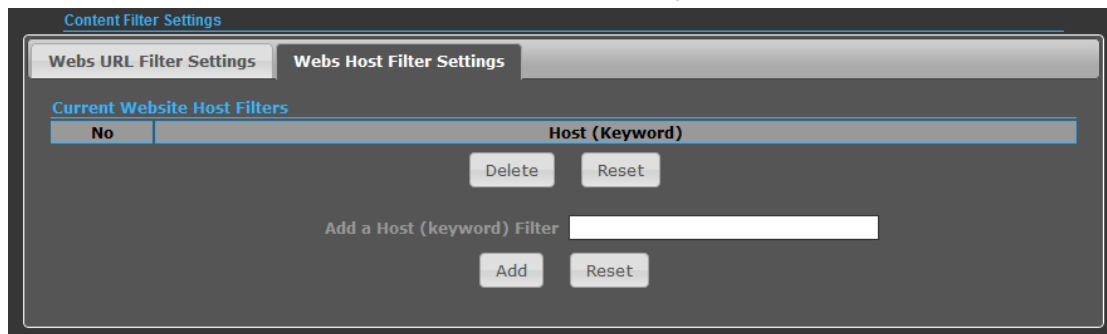 Content Filter Settings
Webs URL Filter Settings Webs Host Filter Settings
Current Website Host Filters
No Host (Keyword)
Delete Reset
Add a Host (keyword) Filter
Add Reset